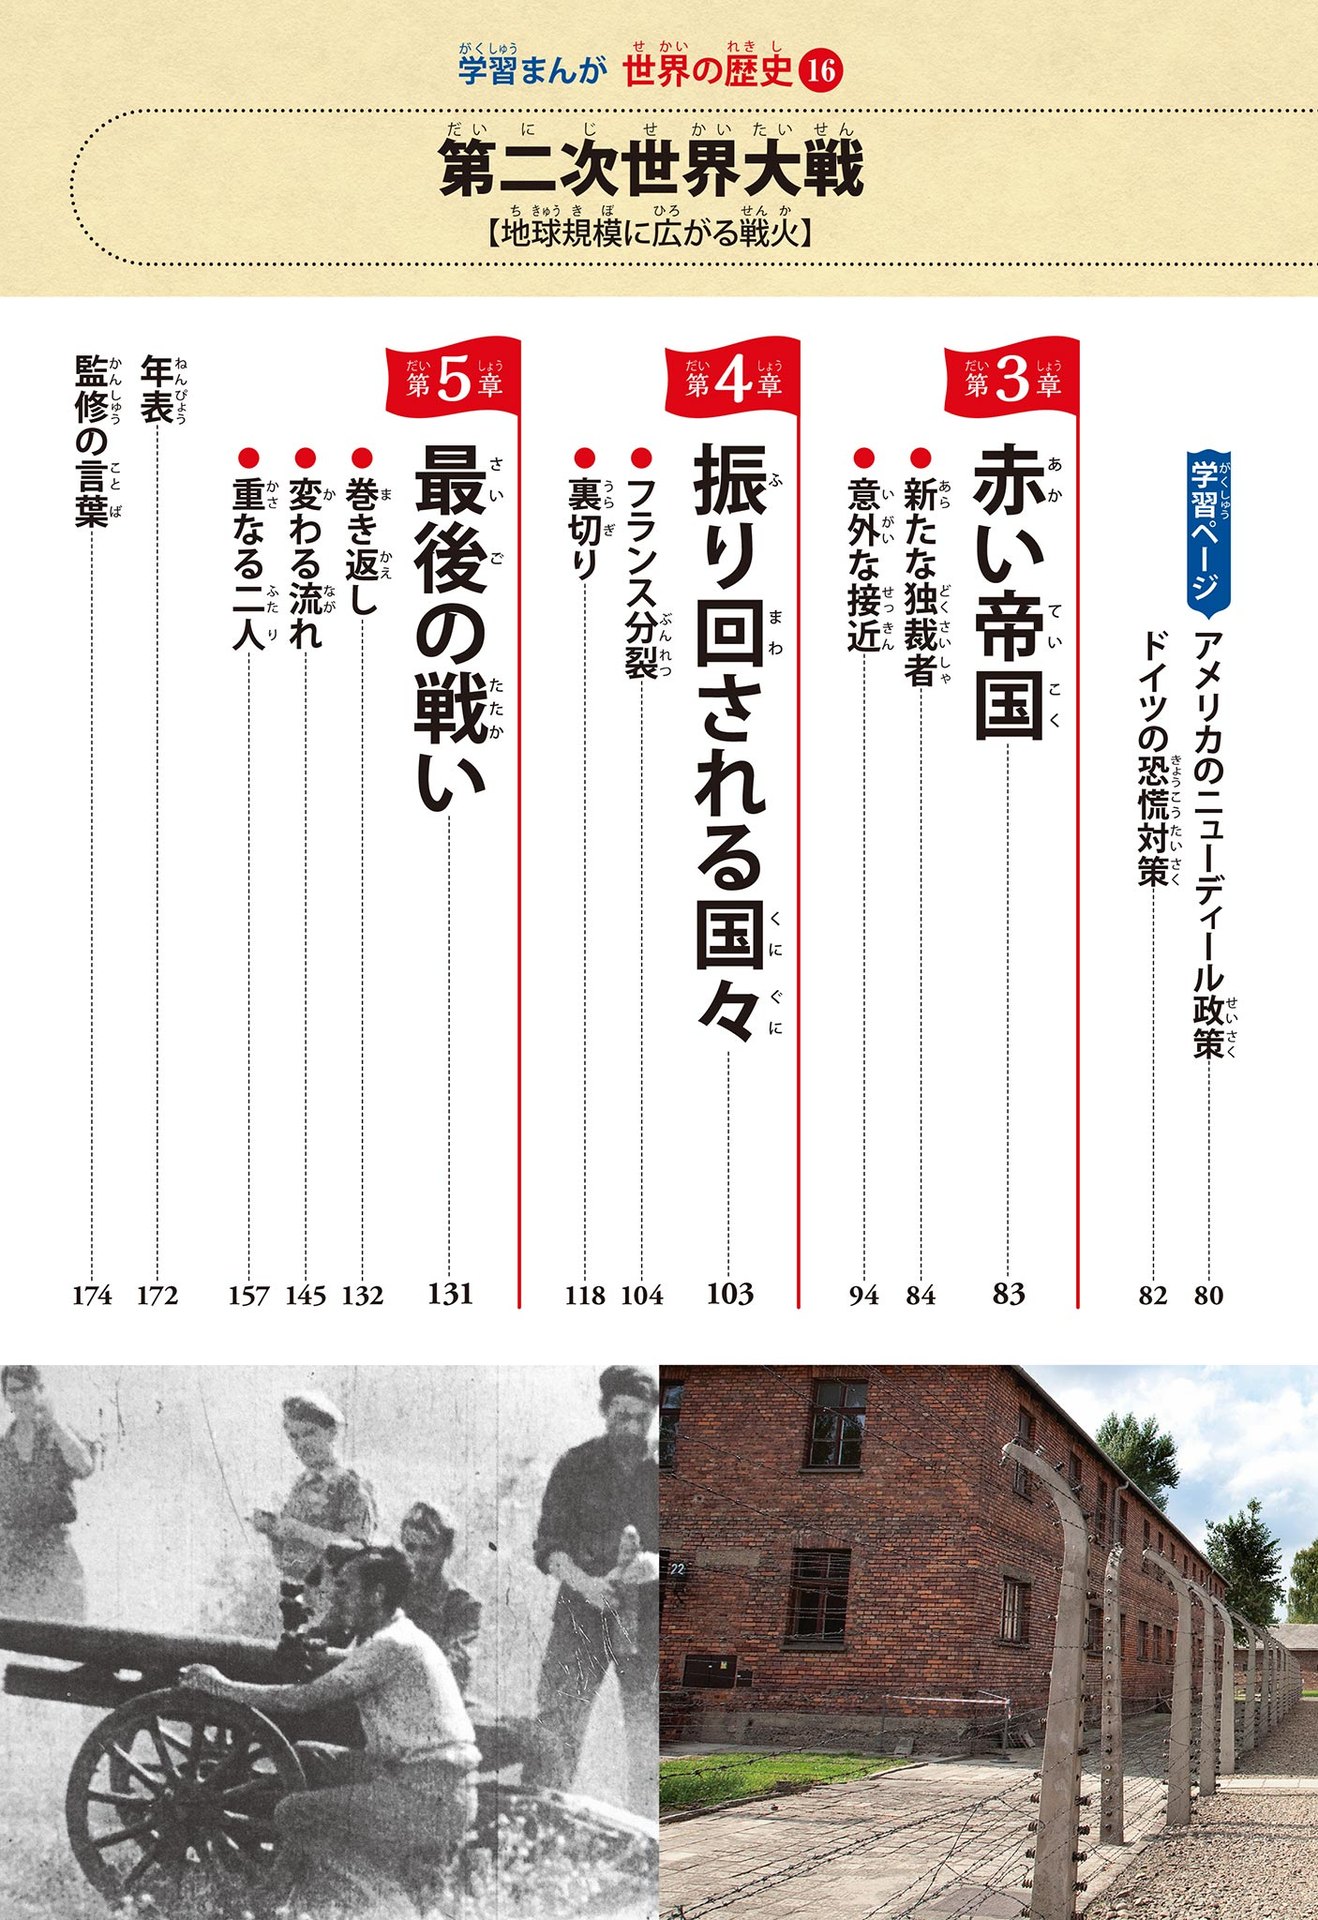 学習まんが 世界の歴史16
第二次世界大戦
【地球規模に広がる戦火】
学習ページ
アメリカのニューディール政策 80
ドイツの恐慌対策 82
第3章
赤い帝国 83
●新たな独裁者 84
●意外な接近 94
第4章
振り回される国々 103
●フランス分裂 104
●裏切り 118
第5章
最後の戦い 131
●巻き返し 132
●変わる流れ 145
●重なる二人 157
年表 172
監修の言葉 174
22